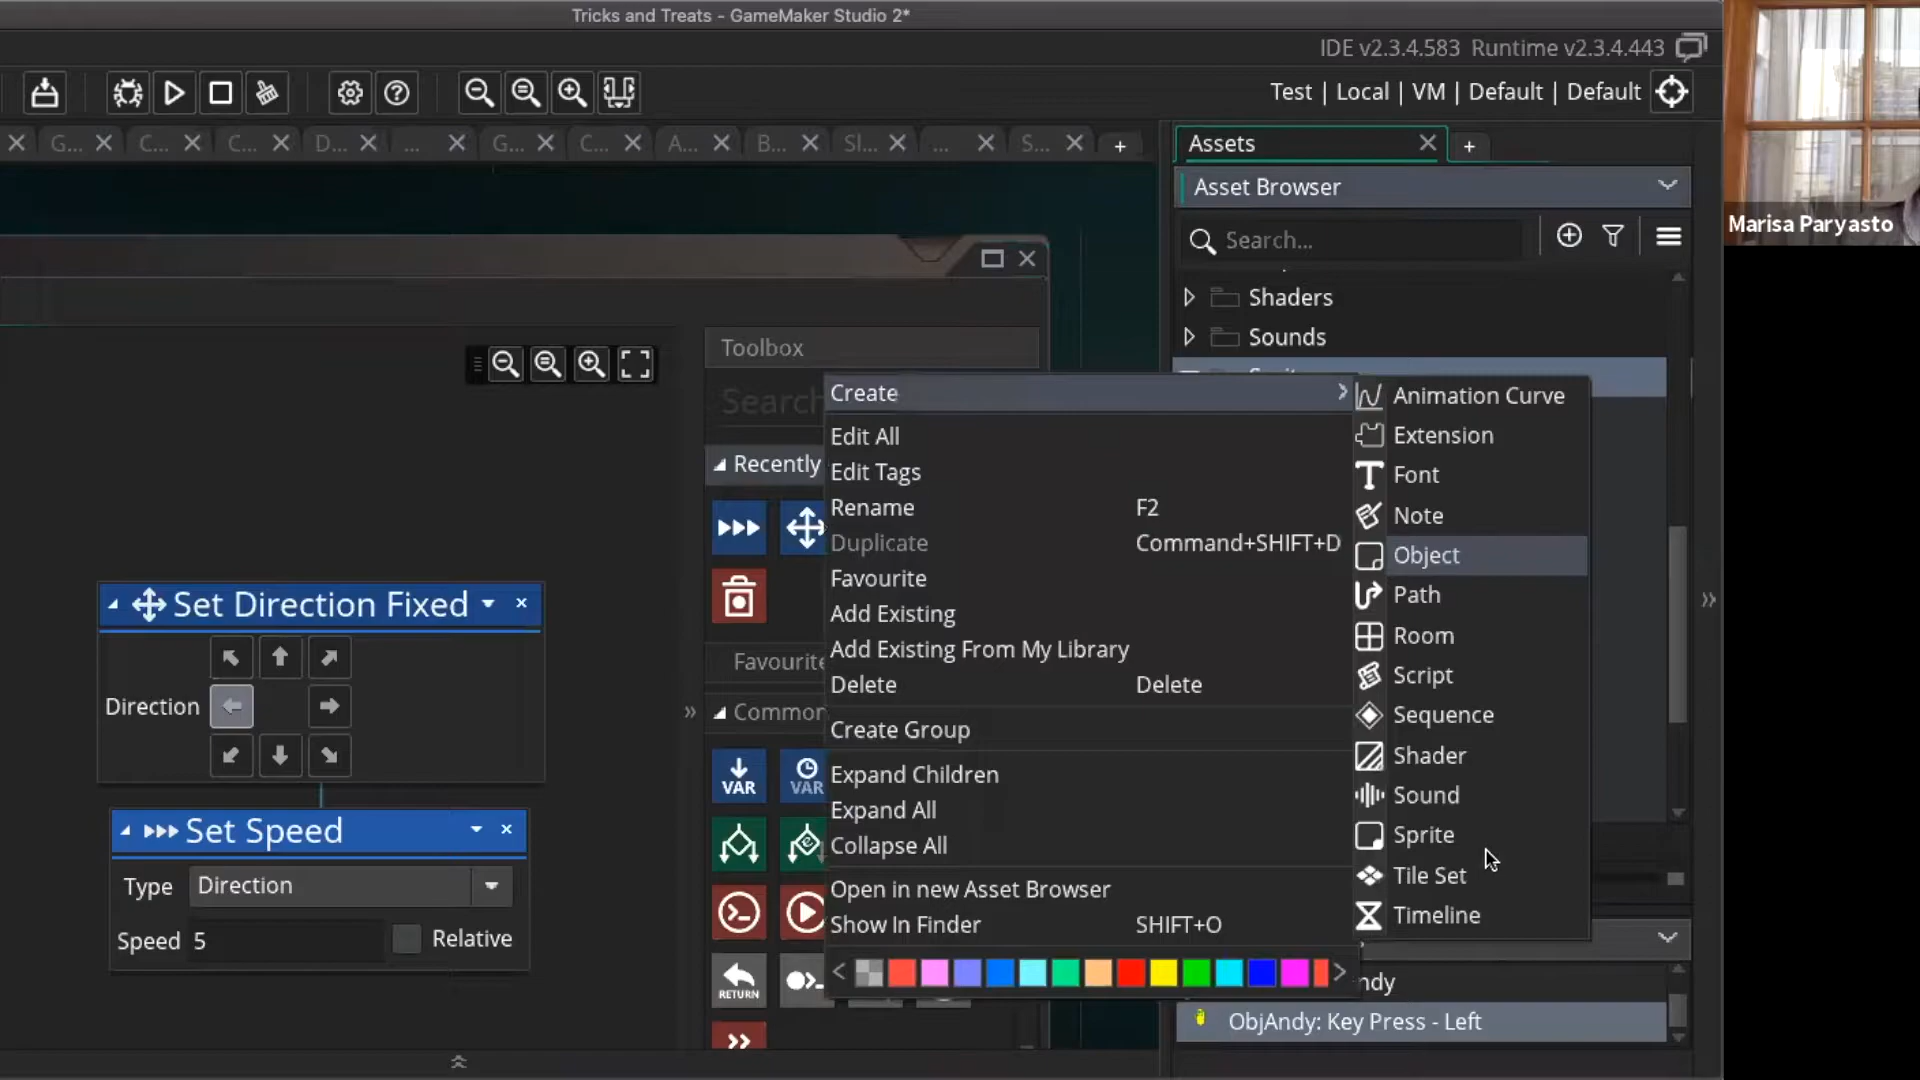 Tricks and Treats - GameMaker Studio 2*
IDE v2.3.4.583 Runtime v2.3.4.443
Test | Local | VM | Default | Default
G... C... C... D... ... G... C... A... B... Sl... ... S... +
Assets
+
Asset Browser
Search...
Marisa Paryasto
Shaders
Sounds
Toolbox
Search
Recently
Favourite
Common
VAR
VAR
RETURN
Create
Edit All
Edit Tags
Rename F2
Duplicate Command+SHIFT+D
Favourite
Add Existing
Add Existing From My Library
Delete Delete
Create Group
Expand Children
Expand All
Collapse All
Open in new Asset Browser
Show In Finder SHIFT+O
Animation Curve
Extension
Font
Note
Object
Path
Room
Script
Sequence
Shader
Sound
Sprite
Tile Set
Timeline
Set Direction Fixed
Direction
Set Speed
Type Direction
Speed 5 Relative
ndy
ObjAndy: Key Press - Left